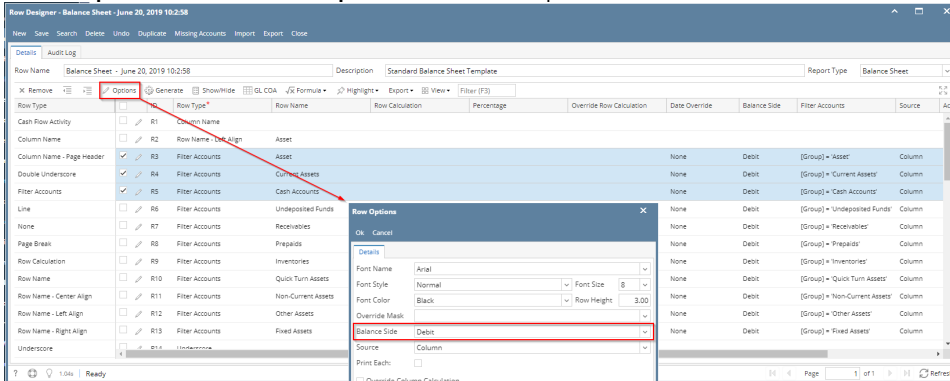 Row Designer - Balance Sheet - June 20, 2019 10:2:58
New Save Search Delete Undo Duplicate Missing Accounts Import Export Close
Details Audit Log
Row Name Balance Sheet - June 20, 2019 10:2:58 Description Standard Balance Sheet Template Report Type Balance Sheet
Remove Options Generate Show/Hide GL COA Formula Highlight Export View Filter (F3)
Row Type ID Row Type* Row Name Row Calculation Percentage Override Row Calculation Date Override Balance Side Filter Accounts Source
Cash Flow Activity R1 Column Name
Column Name R2 Row Name - Left Align Asset
Column Name - Page Header R3 Filter Accounts Asset None Debit [Group] = 'Asset' Column
Double Underscore R4 Filter Accounts Current Assets None Debit [Group] = 'Current Assets' Column
Filter Accounts R5 Filter Accounts Cash Accounts None Debit [Group] = 'Cash Accounts' Column
Line R6 Filter Accounts Undeposited Funds None Debit [Group] = 'Undeposited Funds' Column
None R7 Filter Accounts Receivables None Debit [Group] = 'Receivables' Column
Page Break R8 Filter Accounts Prepaids None Debit [Group] = 'Prepaids' Column
Row Calculation R9 Filter Accounts Inventories None Debit [Group] = 'Inventories' Column
Row Name R10 Filter Accounts Quick Turn Assets None Debit [Group] = 'Quick Turn Assets' Column
Row Name - Center Align R11 Filter Accounts Non-Current Assets None Debit [Group] = 'Non-Current Assets' Column
Row Name - Left Align R12 Filter Accounts Other Assets None Debit [Group] = 'Other Assets' Column
Row Name - Right Align R13 Filter Accounts Fixed Assets None Debit [Group] = 'Fixed Assets' Column
Underscore R14 Underscore
Row Options
Ok Cancel
Details
Font Name Arial
Font Style Normal Font Size 8
Font Color Black Row Height 3.00
Override Mask
Balance Side Debit
Source Column
Print Each:
Override Column Calculation
1.04s Ready Page 1 of 1